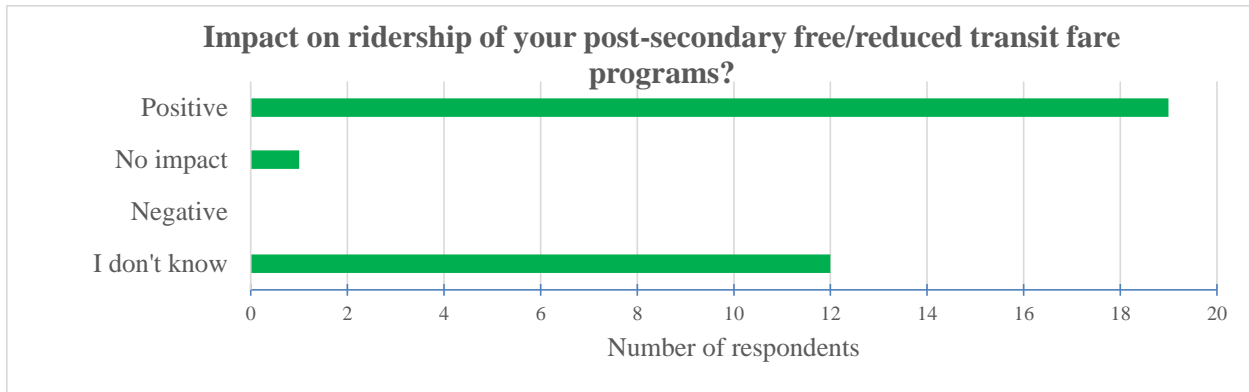 Impact on ridership of your post-secondary free/reduced transit fare
programs?
Positive
No impact
Negative
I don't know
0 2 4 6 8 10 12 14 16 18 20
Number of respondents